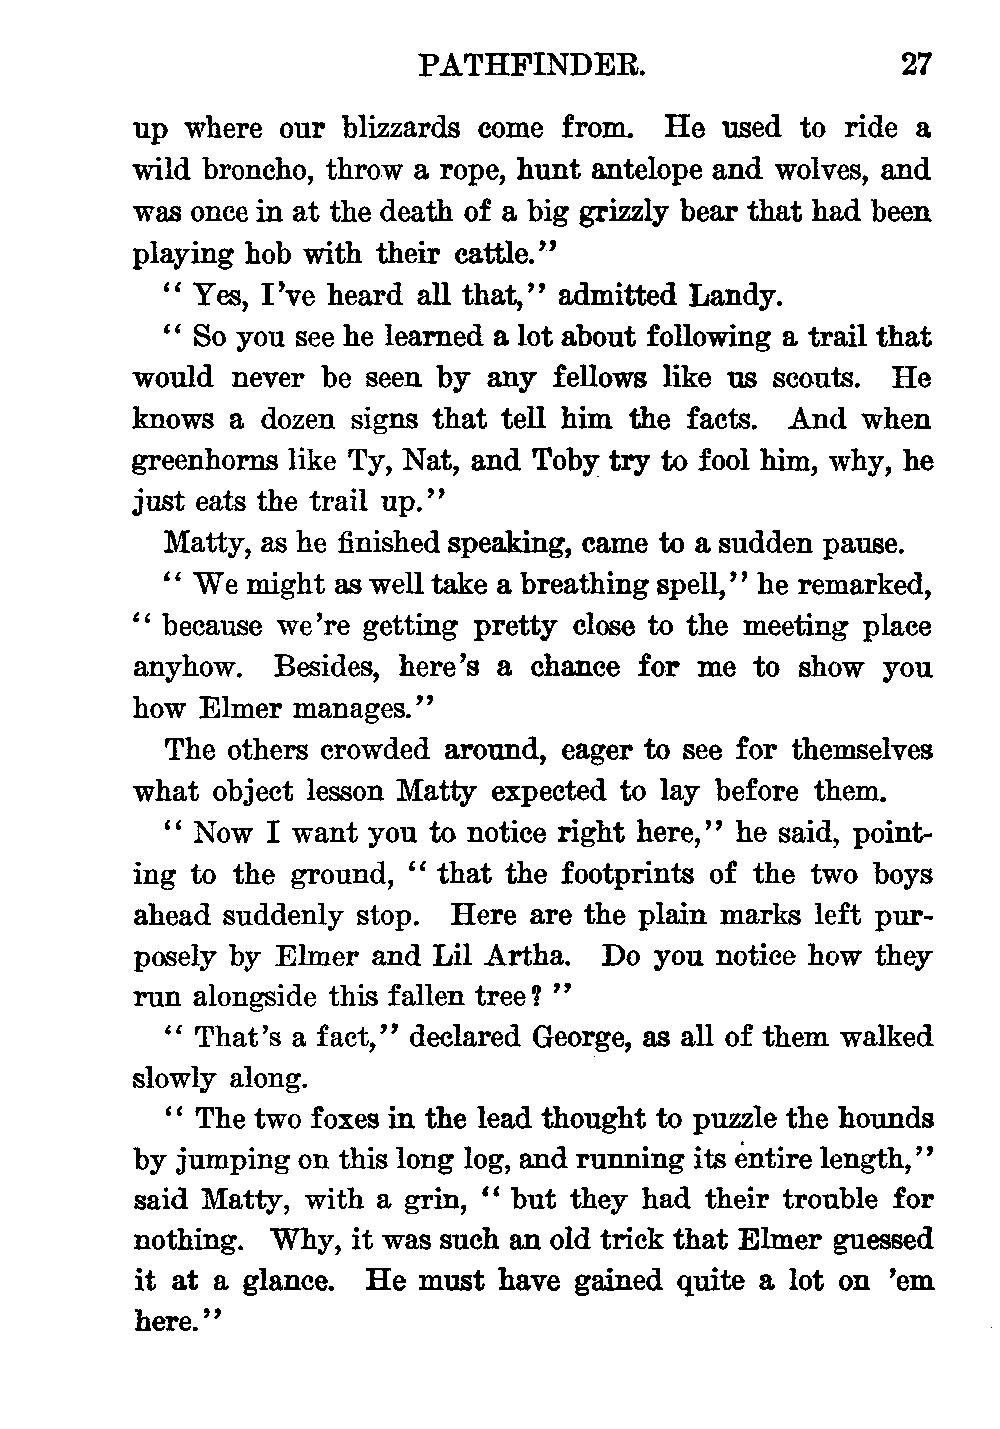 PATHFINDER. 27
up where our blizzards come from. He used to ride a
wild broncho, throw a rope, hunt antelope and wolves, and
was once in at the death of a big grizzly bear that had been
playing hob with their cattle."
" Yes, I've heard all that," admitted Landy.
" So you see he learned a lot about following a trail that
would never be seen by any fellows like us scouts. He
knows a dozen signs that tell him the facts. And when
greenhorns like Ty, Nat, and Toby try to fool him, why, he
just eats the trail up."
Matty, as he finished speaking, came to a sudden pause.
" We might as well take a breathing spell," he remarked,
" because we're getting pretty close to the meeting place
anyhow. Besides, here's a chance for me to show you
how Elmer manages."
The others crowded around, eager to see for themselves
what object lesson Matty expected to lay before them.
" Now I want you to notice right here," he said, point-
ing to the ground, " that the footprints of the two boys
ahead suddenly stop. Here are the plain marks left pur-
posely by Elmer and Lil Artha. Do you notice how they
run alongside this fallen tree? "
" That's a fact," declared George, as all of them walked
slowly along.
" The two foxes in the lead thought to puzzle the hounds
by jumping on this long log, and running its entire length,"
said Matty, with a grin, " but they had their trouble for
nothing. Why, it was such an old trick that Elmer guessed
it at a glance. He must have gained quite a lot on 'em
here."